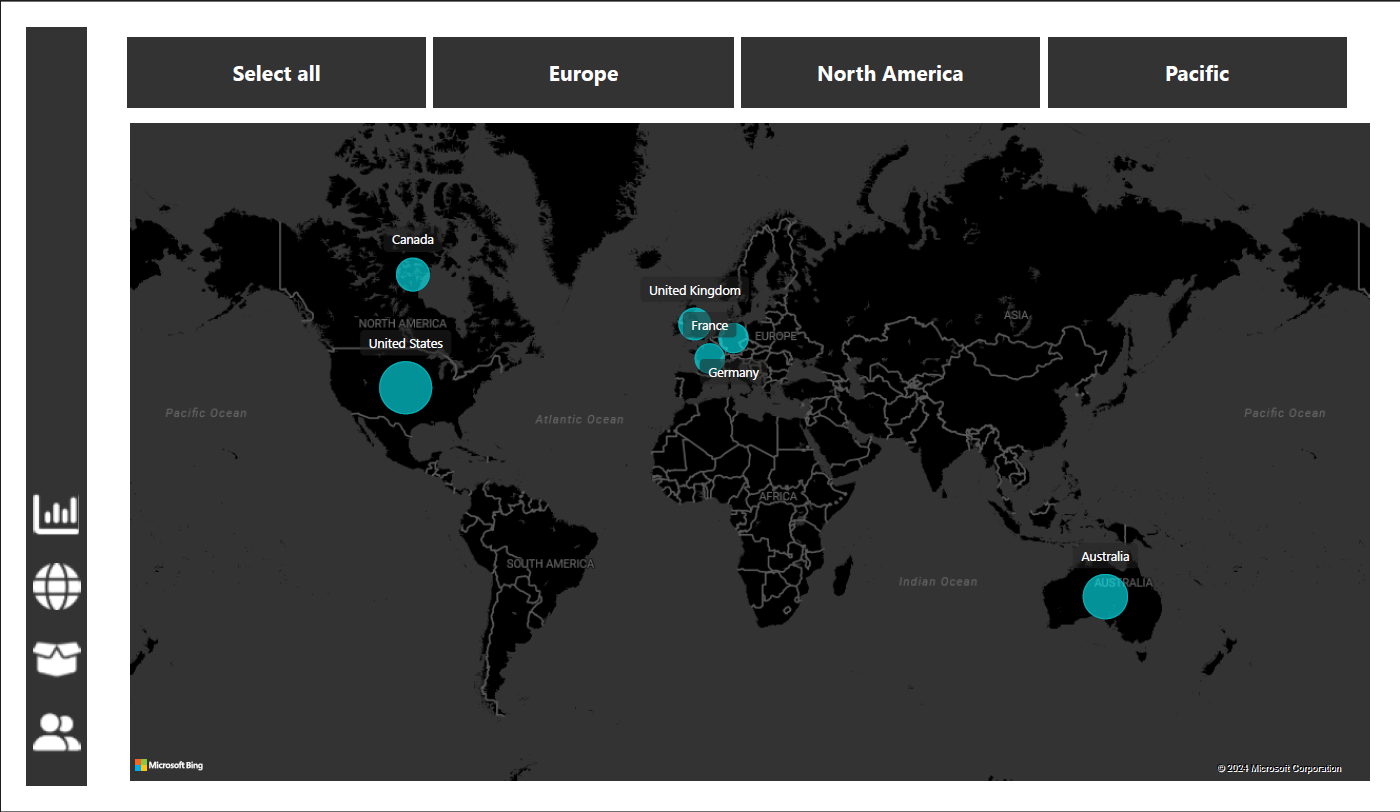 Select all
Europe
North America
Pacific
Canada
United Kingdom
NORTH AMERICA
France
ASIA
EUROPE
United States
Germany
Pacific Ocean
Atlantic Ocean
Pacific Ocean
AFRICA
Australia
SOUTH AMERICA
Indian Ocean
AUSTRALIA
Microsoft Bing
© 2024 Microsoft Corporation